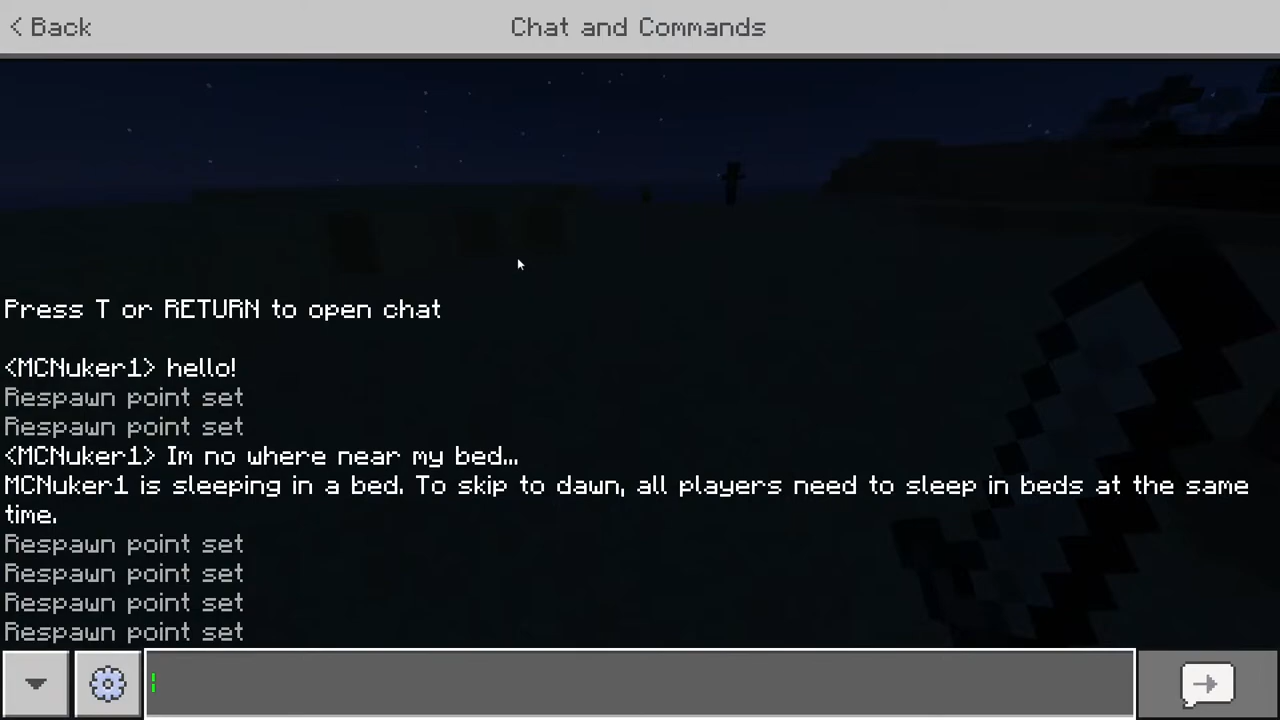 < Back
Chat and Commands
Press T or RETURN to open chat
<MCNuker1> hello!
Respawn point set
Respawn point set
<MCNuker1> Im no where near my bed...
MCNuker1 is sleeping in a bed. To skip to dawn, all players need to sleep in beds at the same
time.
Respawn point set
Respawn point set
Respawn point set
Respawn point set